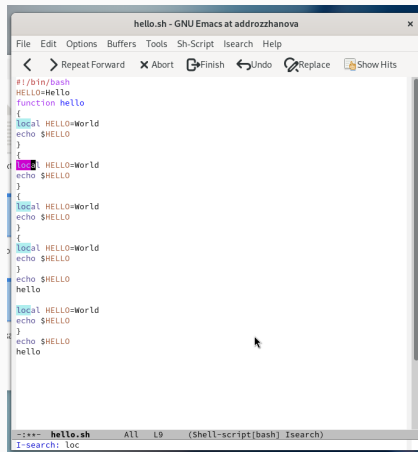 hello.sh - GNU Emacs at addrozzhanova
File Edit Options Buffers Tools Sh-Script Isearch Help
Repeat Forward Abort Finish Undo Replace Show Hits
#!/bin/bash
HELLO=Hello
function hello
{
local HELLO=World
echo $HELLO
}
{
local HELLO=World
echo $HELLO
}
{
local HELLO=World
echo $HELLO
}
{
local HELLO=World
echo $HELLO
}
echo $HELLO
hello
local HELLO=World
echo $HELLO
}
echo $HELLO
hello
-:**- hello.sh All L9 (Shell-script[bash] Isearch)
I-search: loc